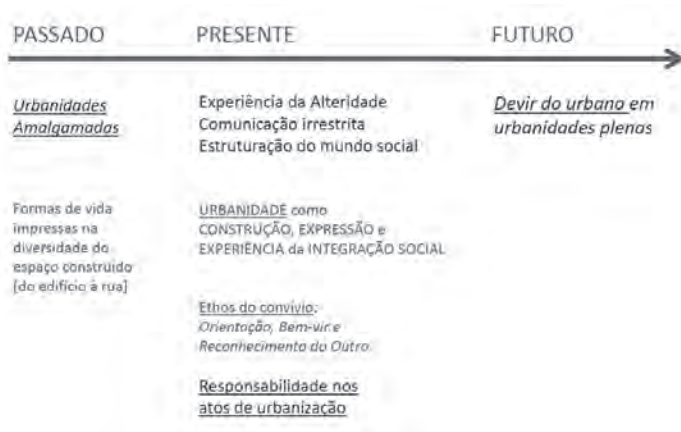 PASSADO
PRESENTE
FUTURO
Urbanidades
Amalgamadas
Experiência da Alteridade
Comunicação irrestrita
Estruturação do mundo social
Devir do urbano em
urbanidades plenas
Formas de vida
impressas na
diversidade do
espaço construído
[do edifício à rua]
URBANIDADE como
CONSTRUÇÃO, EXPRESSÃO e
EXPERIÊNCIA da INTEGRAÇÃO SOCIAL
Ethos do convívio:
Orientação, Bem-vir e
Reconhecimento do Outro.
Responsabilidade nos
atos de urbanização